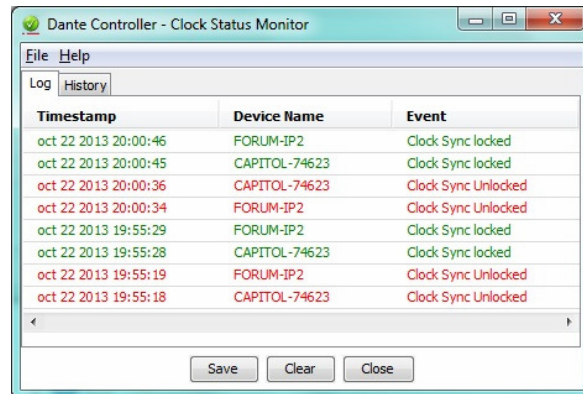 Dante Controller - Clock Status Monitor
File Help
Log History
Timestamp Device Name Event
oct 22 2013 20:00:46 FORUM-IP2 Clock Sync locked
oct 22 2013 20:00:45 CAPITOL-74623 Clock Sync locked
oct 22 2013 20:00:36 CAPITOL-74623 Clock Sync Unlocked
oct 22 2013 20:00:34 FORUM-IP2 Clock Sync Unlocked
oct 22 2013 19:55:29 FORUM-IP2 Clock Sync locked
oct 22 2013 19:55:28 CAPITOL-74623 Clock Sync locked
oct 22 2013 19:55:19 FORUM-IP2 Clock Sync Unlocked
oct 22 2013 19:55:18 CAPITOL-74623 Clock Sync Unlocked
Save Clear Close